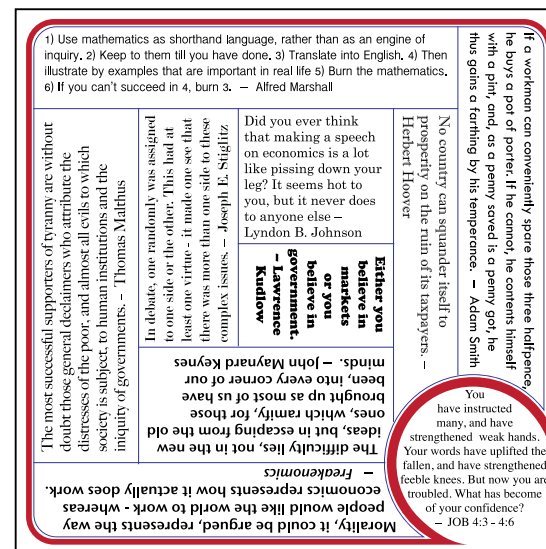 1) Use mathematics as shorthand language, rather than as an engine of
inquiry. 2) Keep to them till you have done. 3) Translate into English. 4) Then
illustrate by examples that are important in real life 5) Burn the mathematics.
6) If you can't succeed in 4, burn 3. – Alfred Marshall
If a workman can conveniently spare those three halfpence,
he buys a pot of porter. If he cannot, he contents himself
with a pint, and, as a penny saved is a penny got, he
thus gains a farthing by his temperance. – Adam Smith
The most successful supporters of tyranny are without
doubt those general declaimers who attribute the
distresses of the poor, and almost all evils to which
society is subject, to human institutions and the
iniquity of governments. – Thomas Malthus
In debate, one randomly was assigned
to one side or the other. This had at
least one virtue - it made one see that
there was more than one side to these
complex issues. – Joseph E. Stiglitz
Did you ever think
that making a speech
on economics is a lot
like pissing down your
leg? It seems hot to
you, but it never does
to anyone else –
Lyndon B. Johnson
No country can squander itself to
prosperity on the ruin of its taxpayers. –
Herbert Hoover
Either you
believe in
markets
or you
believe in
government.
– Lawrence
Kudlow
The difficulty lies, not in the new
ideas, but in escaping from the old
ones, which ramify, for those
brought up as most of us have
been, into every corner of our
minds. – John Maynard Keynes
Morality, it could be argued, represents the way
people would like the world to work - whereas
economics represents how it actually does work.
– Freakenomics
You
have instructed
many, and have
strengthened weak hands.
Your words have uplifted the
fallen, and have strengthened
feeble knees. But now you are
troubled. What has become
of your confidence?
– JOB 4:3 - 4:6